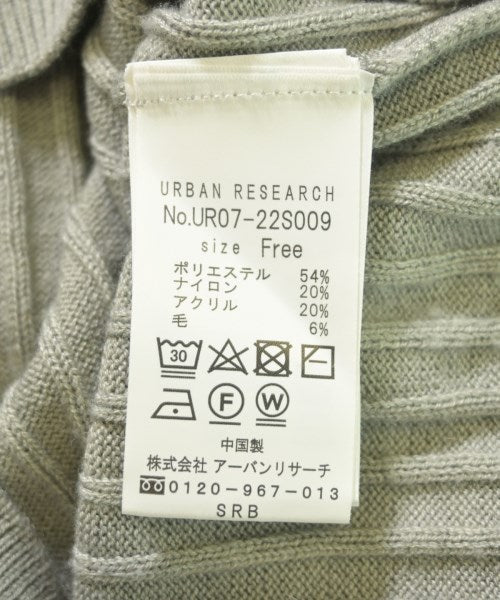 URBAN RESEARCH
No.UR07-22S009
size Free
ポリエステル 54%
ナイロン 20%
アクリル 20%
毛 6%
30
F W
中国製
株式会社 アーバンリサーチ
0120-967-013
SRB